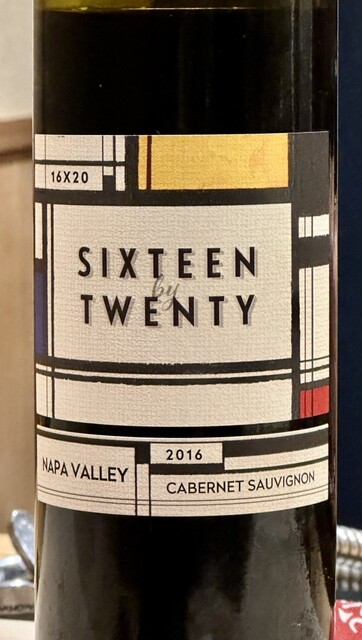 16X20
SIXTEEN
by
TWENTY
2016
NAPA VALLEY
CABERNET SAUVIGNON